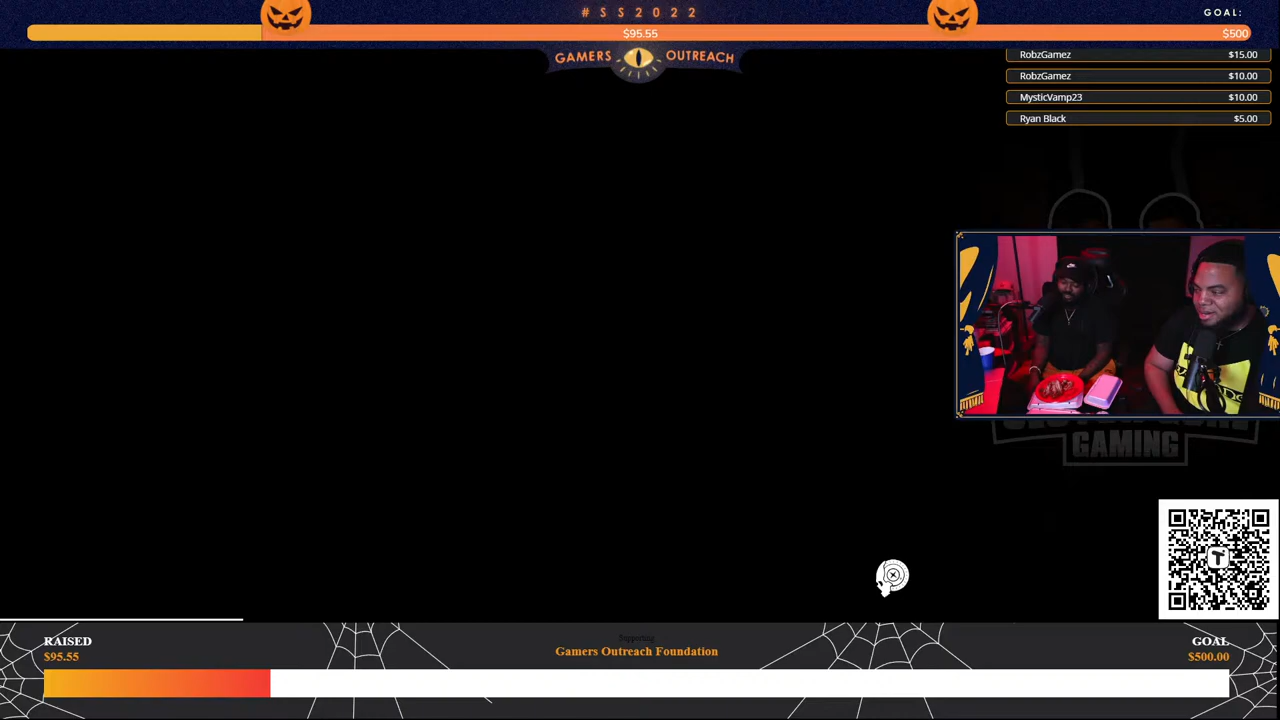 #SS2022
GOAL:
$95.55
$500
GAMERS OUTREACH
RobzGamez $15.00
RobzGamez $10.00
MysticVamp23 $10.00
Ryan Black $5.00
GAMING
T
RAISED
$95.55
Supporting
Gamers Outreach Foundation
GOAL
$500.00